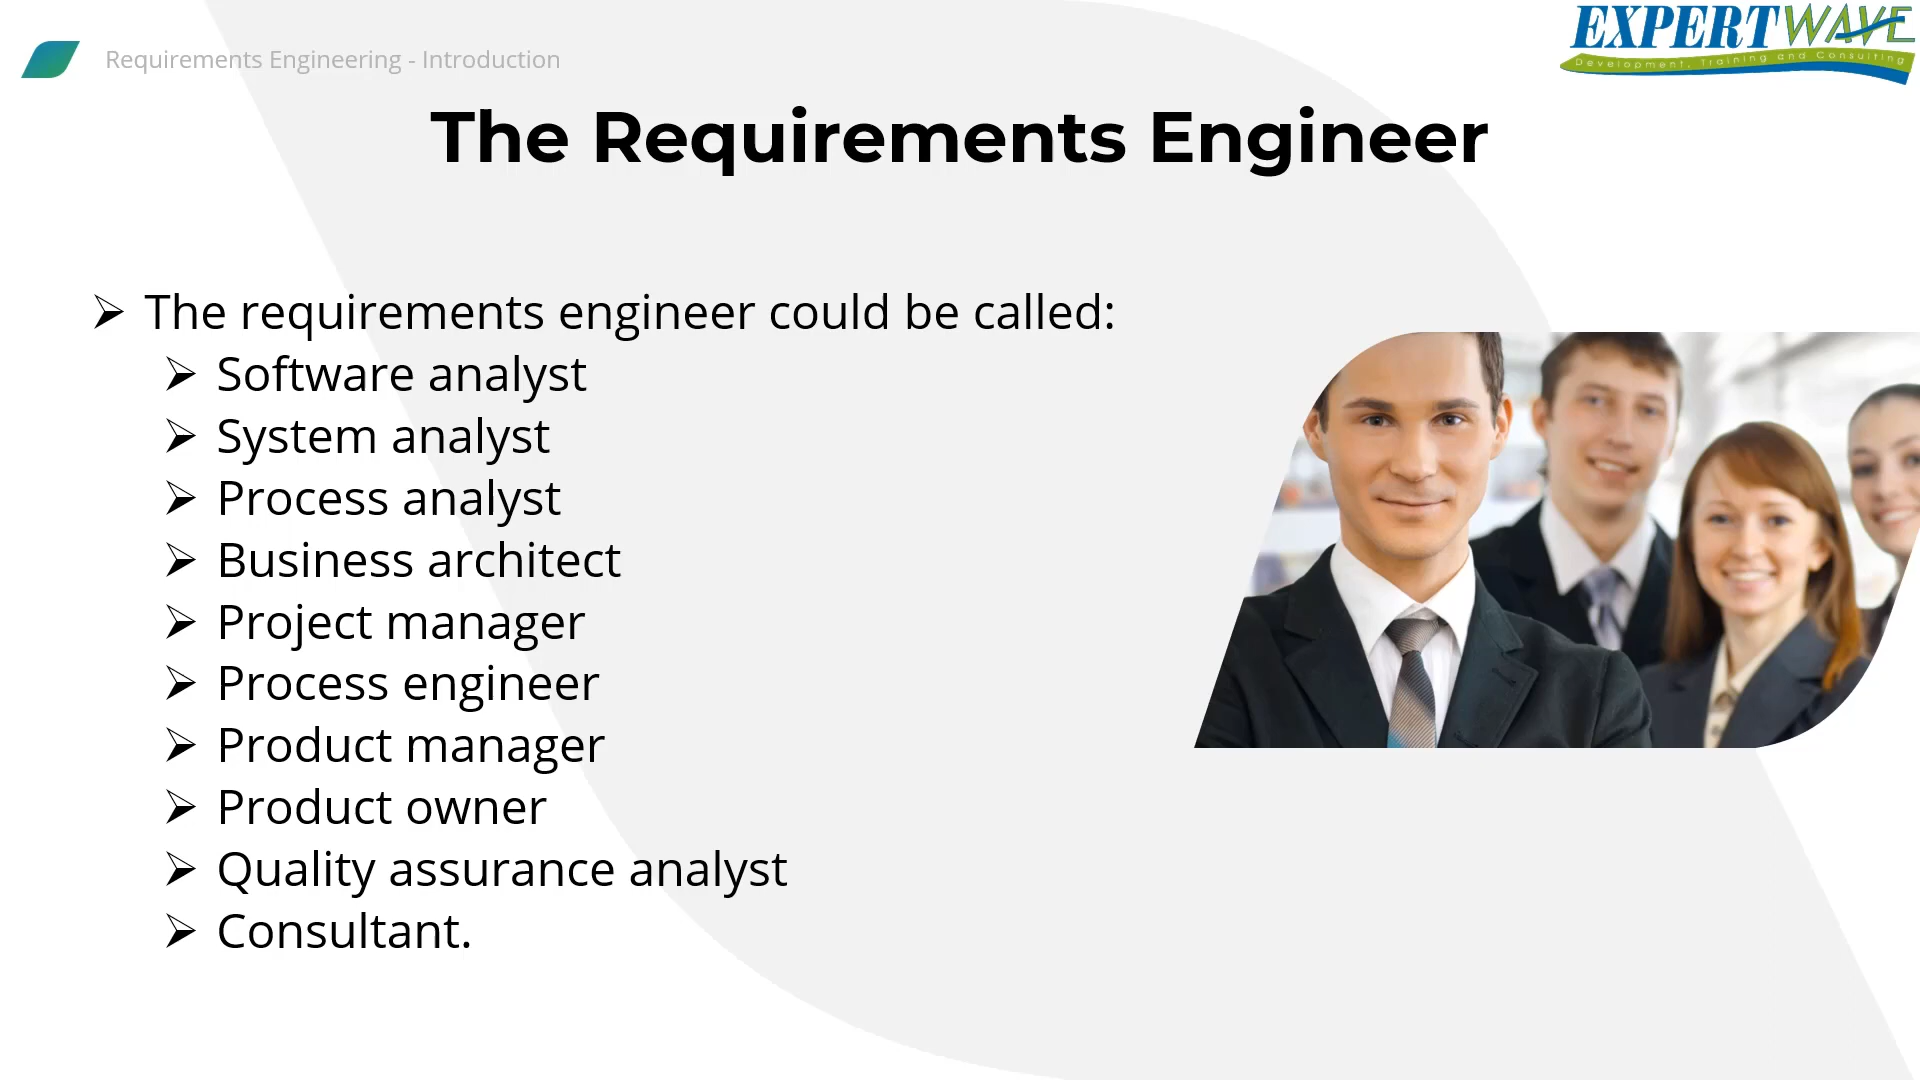 EXPERTWAVE
Development, Training and Consulting
Requirements Engineering - Introduction
The Requirements Engineer
➢ The requirements engineer could be called:
➢ Software analyst
➢ System analyst
➢ Process analyst
➢ Business architect
➢ Project manager
➢ Process engineer
➢ Product manager
➢ Product owner
➢ Quality assurance analyst
➢ Consultant.